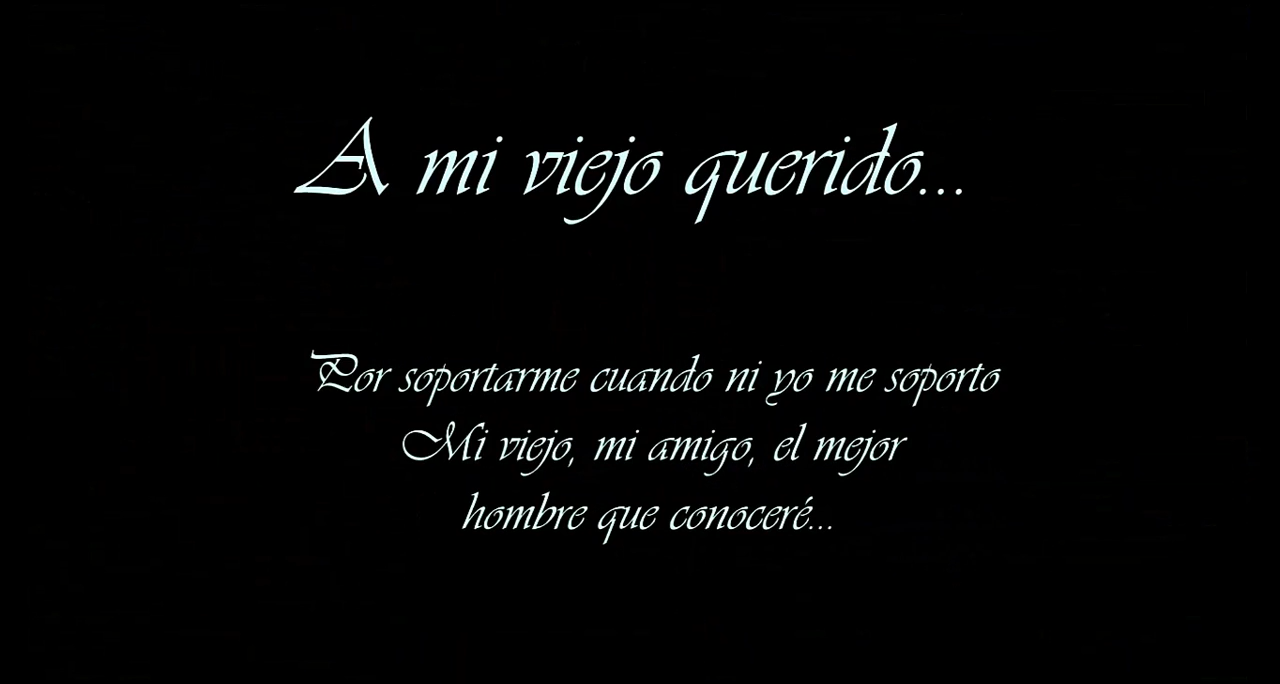 A mi viejo querido...
Por soportarme cuando ni yo me soporto
Mi viejo, mi amigo, el mejor
hombre que conoceré...